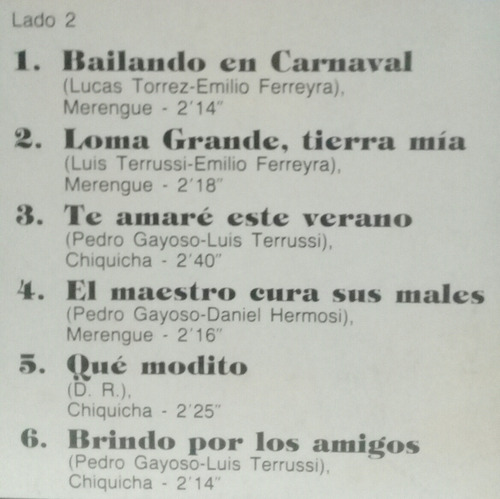 Lado 2
1. Bailando en Carnaval
(Lucas Torrez-Emilio Ferreyra),
Merengue - 2'14"
2. Loma Grande, tierra mía
(Luis Terrussi-Emilio Ferreyra),
Merengue - 2'18"
3. Te amaré este verano
(Pedro Gayoso-Luis Terrussi),
Chiquicha - 2'40"
4. El maestro cura sus males
(Pedro Gayoso-Daniel Hermosi),
Merengue - 2'16"
5. Qué modito
(D. R.),
Chiquicha - 2'25"
6. Brindo por los amigos
(Pedro Gayoso-Luis Terrussi),
Chiquicha - 2'14"